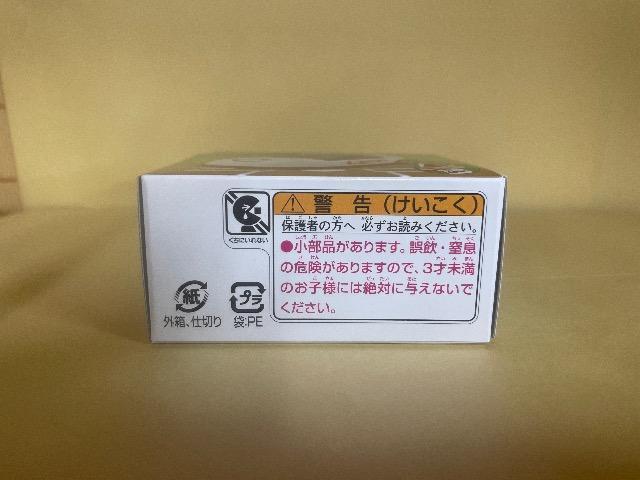 警告(けいこく)
保護者の方へ 必ずお読みください。
●小部品があります。誤飲・窒息
の危険がありますので、3才未満
のお子様には絶対に与えないで
ください。
くちにいれない
紙
外箱、仕切り
プラ
袋:PE